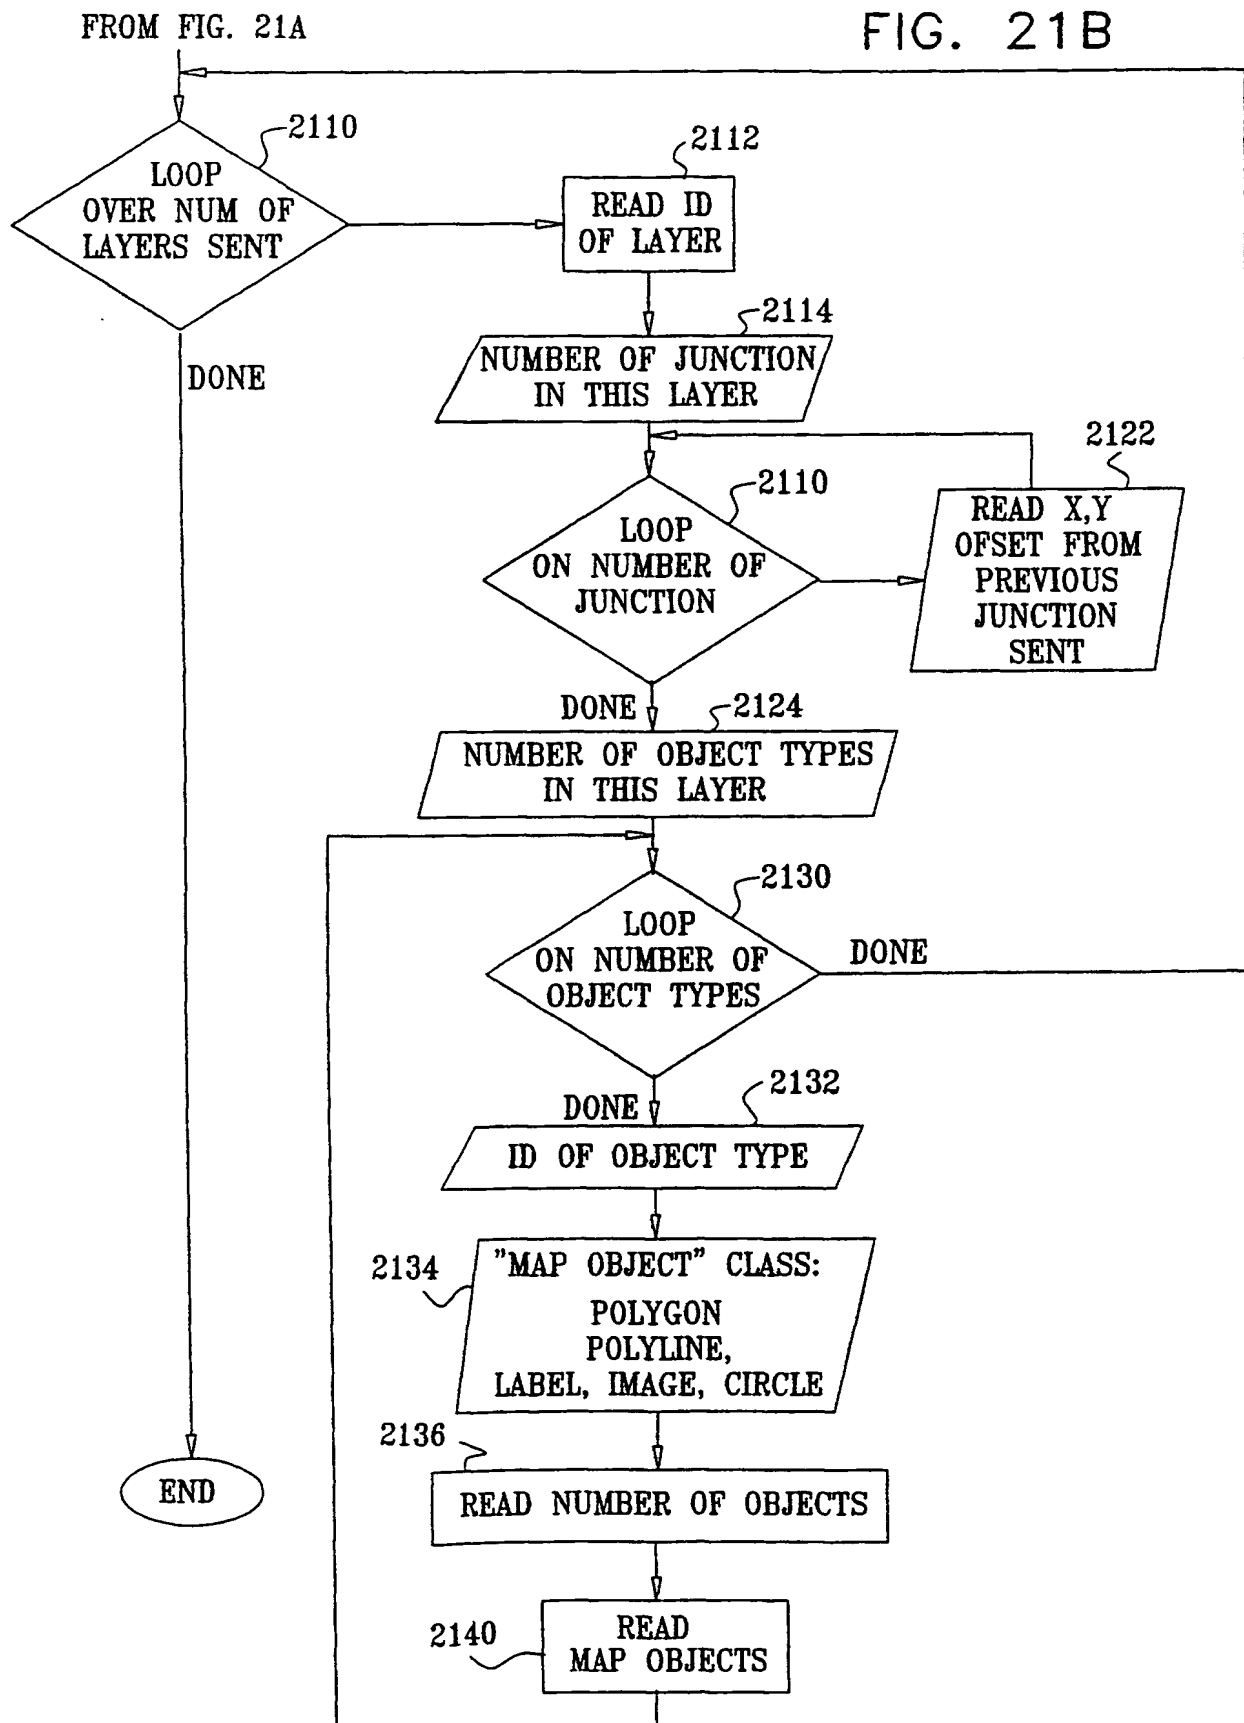 FROM FIG. 21A
FIG. 21B
2110
LOOP
OVER NUM OF
LAYERS SENT
2112
READ ID
OF LAYER
2114
NUMBER OF JUNCTION
IN THIS LAYER
DONE
2110
LOOP
ON NUMBER OF
JUNCTION
2122
READ X,Y
OFSET FROM
PREVIOUS
JUNCTION
SENT
DONE
2124
NUMBER OF OBJECT TYPES
IN THIS LAYER
2130
LOOP
ON NUMBER OF
OBJECT TYPES
DONE
DONE
2132
ID OF OBJECT TYPE
2134
"MAP OBJECT" CLASS:
POLYGON
POLYLINE,
LABEL, IMAGE, CIRCLE
2136
READ NUMBER OF OBJECTS
END
2140
READ
MAP OBJECTS